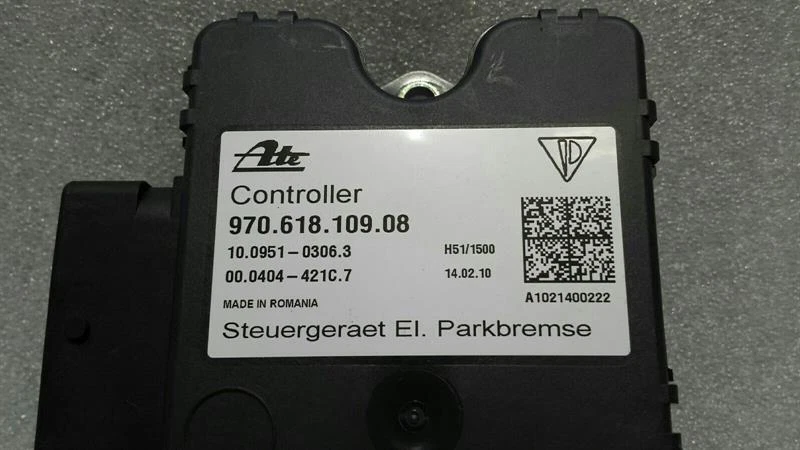 Ate
Controller
970.618.109.08
10.0951-0306.3 H51/1500
00.0404-421C.7 14.02.10
MADE IN ROMANIA A1021400222
Steuergeraet El. Parkbremse